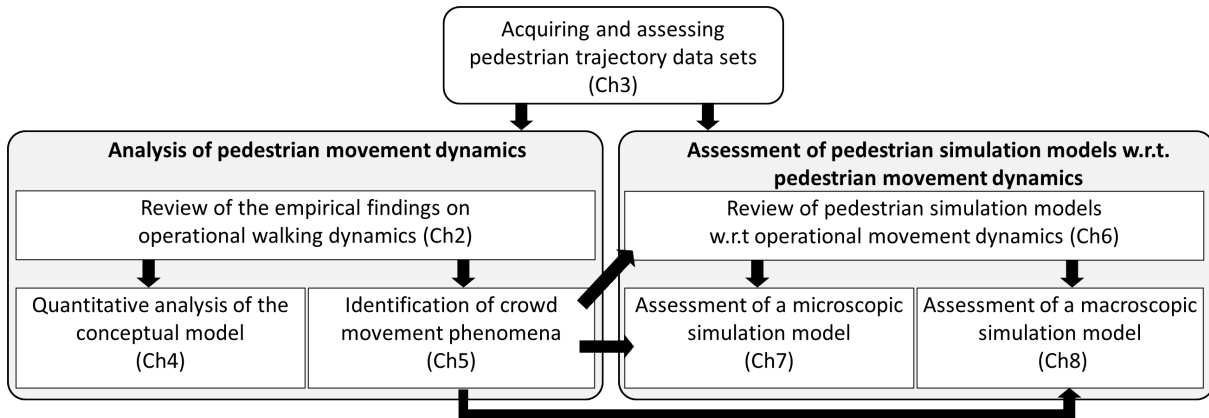 Acquiring and assessing
pedestrian trajectory data sets
(Ch3)
Analysis of pedestrian movement dynamics
Review of the empirical findings on
operational walking dynamics (Ch2)
Quantitative analysis of the
conceptual model
(Ch4)
Identification of crowd
movement phenomena
(Ch5)
Assessment of pedestrian simulation models w.r.t.
pedestrian movement dynamics
Review of pedestrian simulation models
w.r.t operational movement dynamics (Ch6)
Assessment of a microscopic
simulation model
(Ch7)
Assessment of a macroscopic
simulation model
(Ch8)